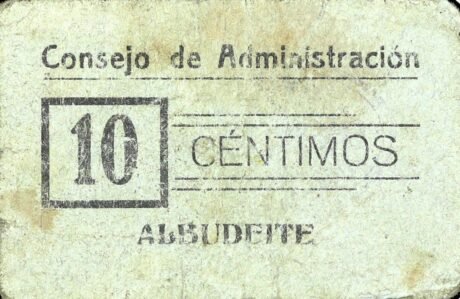 Consejo de Administración
10
CÉNTIMOS
ALBUDEITE